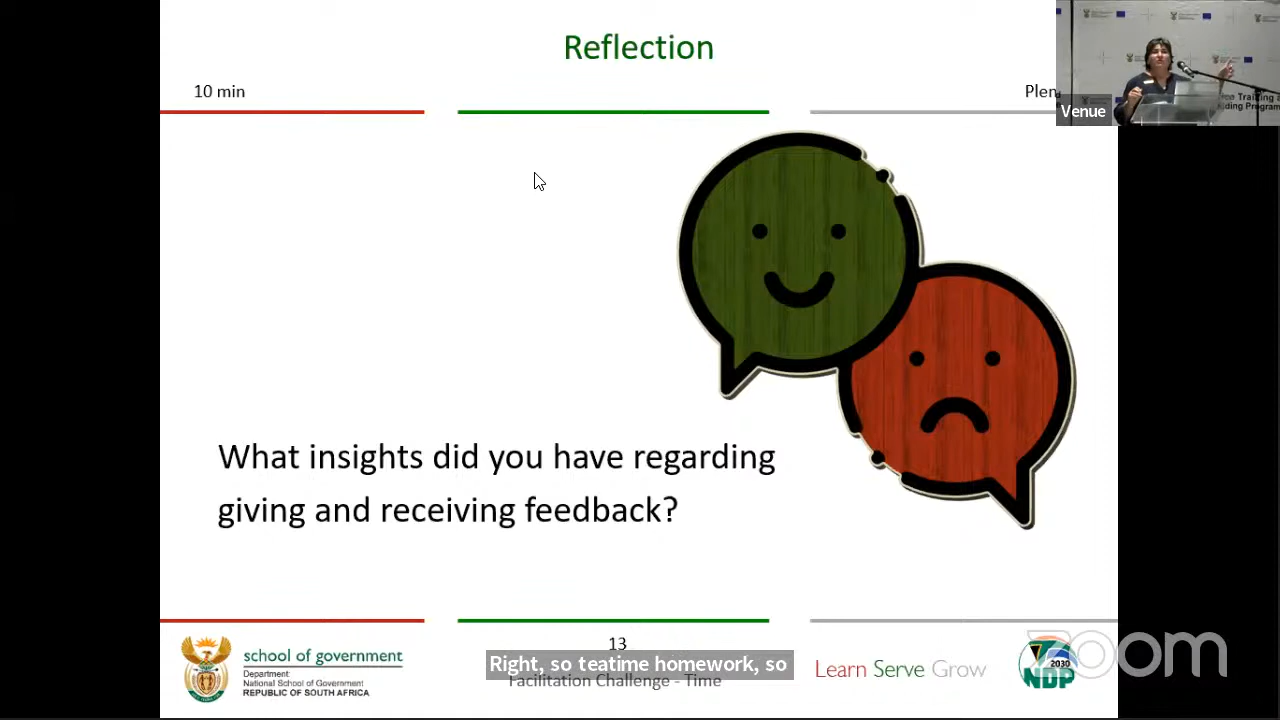 Reflection
10 min
Plen
Venue
What insights did you have regarding
giving and receiving feedback?
13
Right, so teatime homework, so
Facilitation Challenge - Time
school of government
Department:
National School of Government
REPUBLIC OF SOUTH AFRICA
Learn Serve Grow
2030
NDP
zoom